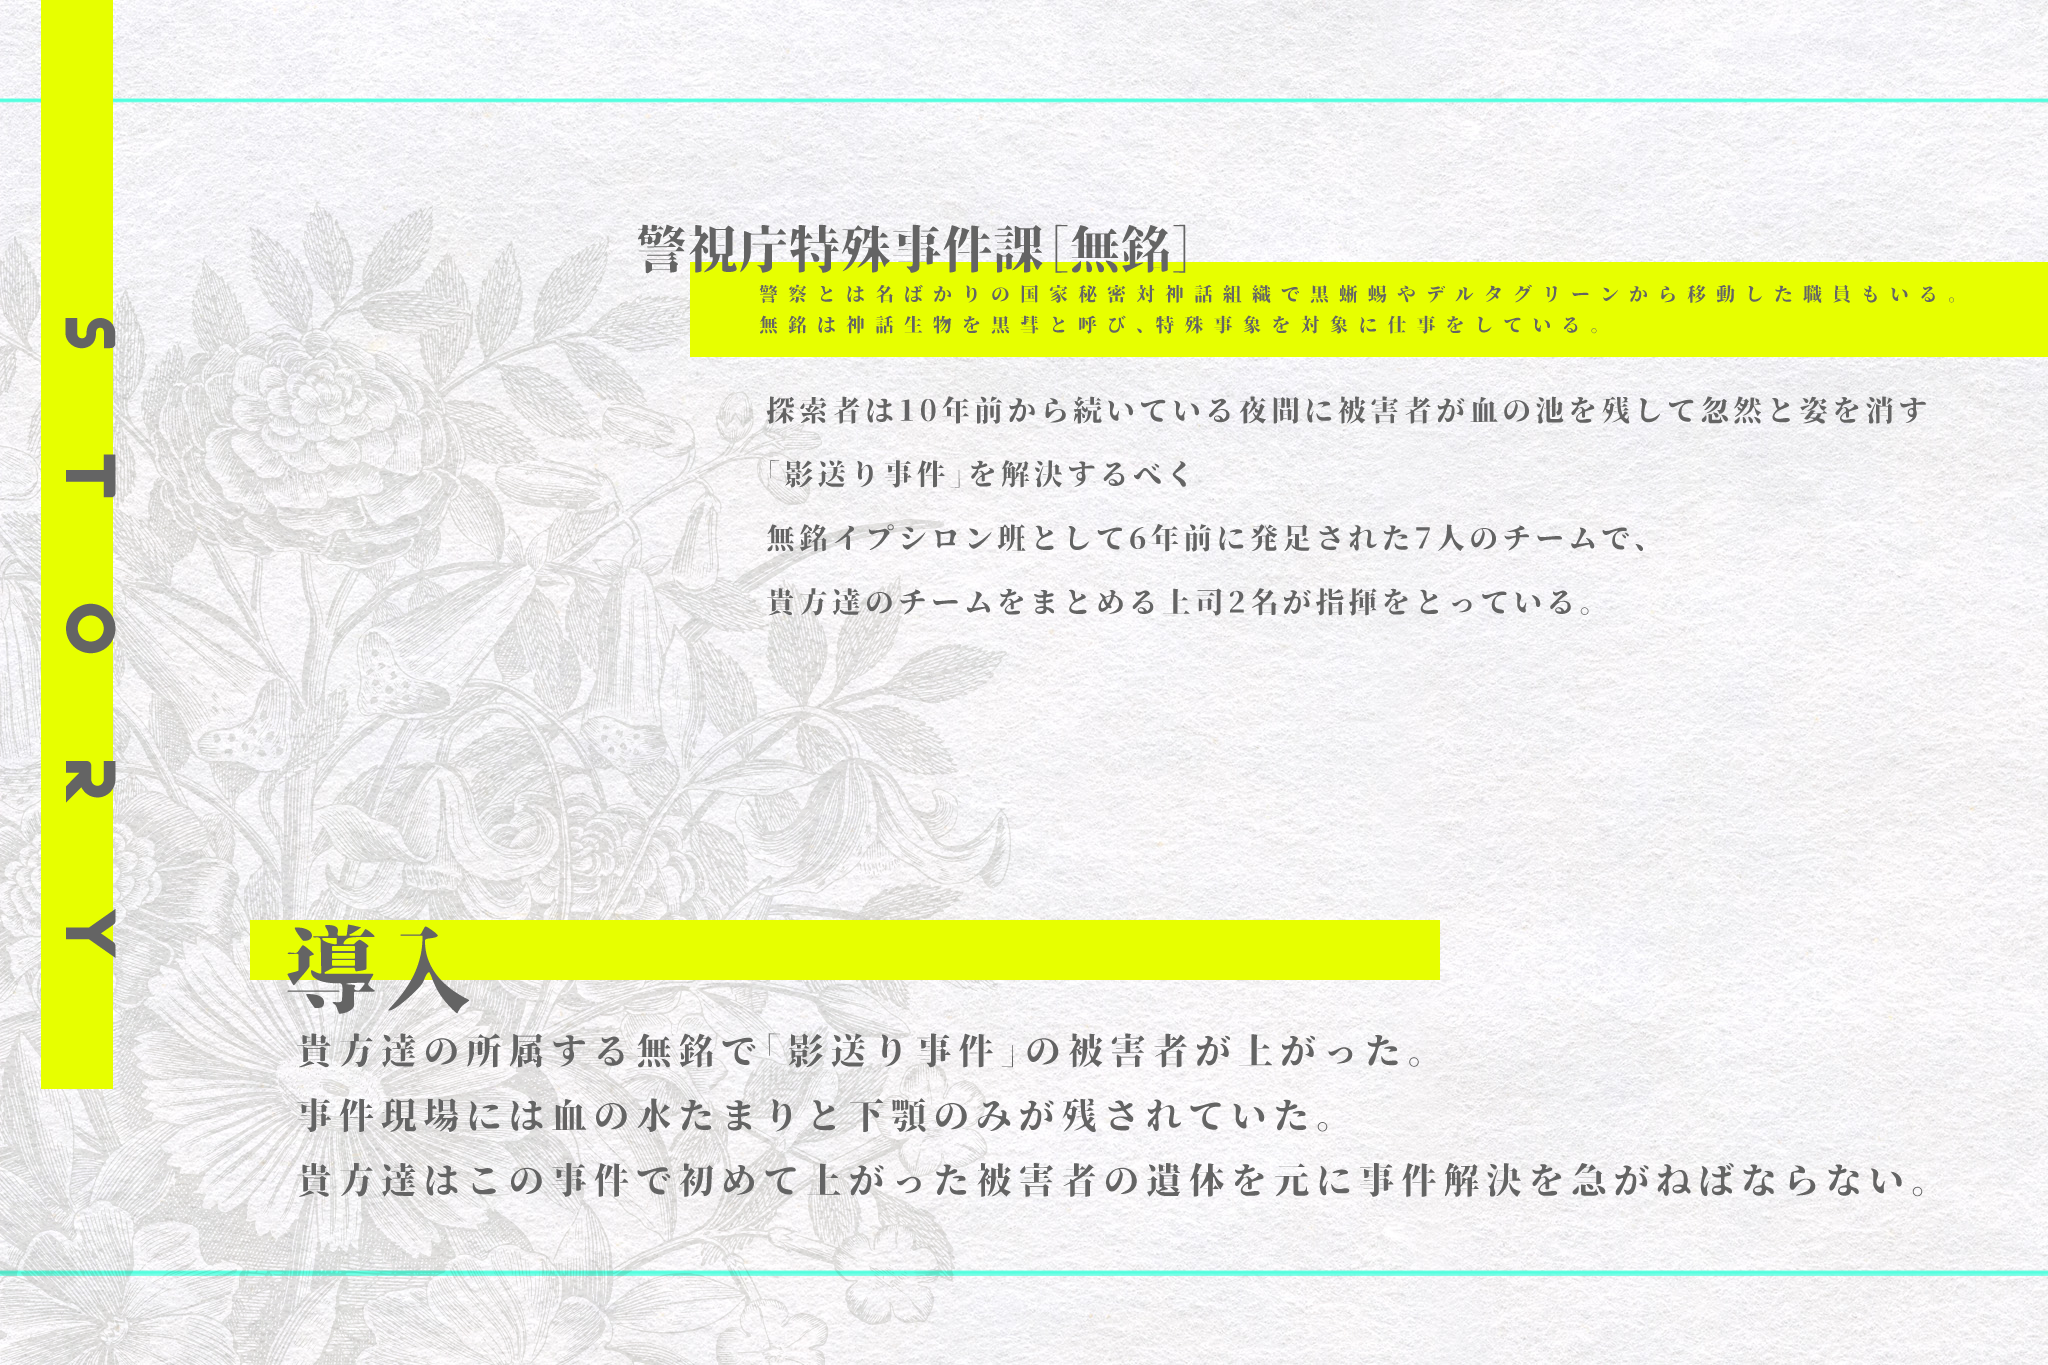 STORY
警視庁特殊事件課[無銘]
警察とは名ばかりの国家秘密対神話組織で黒蜥蜴やデルタグリーンから移動した職員もいる。
無銘は神話生物を黒彗と呼び、特殊事象を対象に仕事をしている。
探索者は10年前から続いている夜間に被害者が血の池を残して忽然と姿を消す
「影送り事件」を解決するべく
無銘イプシロン班として6年前に発足された7人のチームで、
貴方達のチームをまとめる上司2名が指揮をとっている。
導入
貴方達の所属する無銘で「影送り事件」の被害者が上がった。
事件現場には血の水たまりと下顎のみが残されていた。
貴方達はこの事件で初めて上がった被害者の遺体を元に事件解決を急がねばならない。